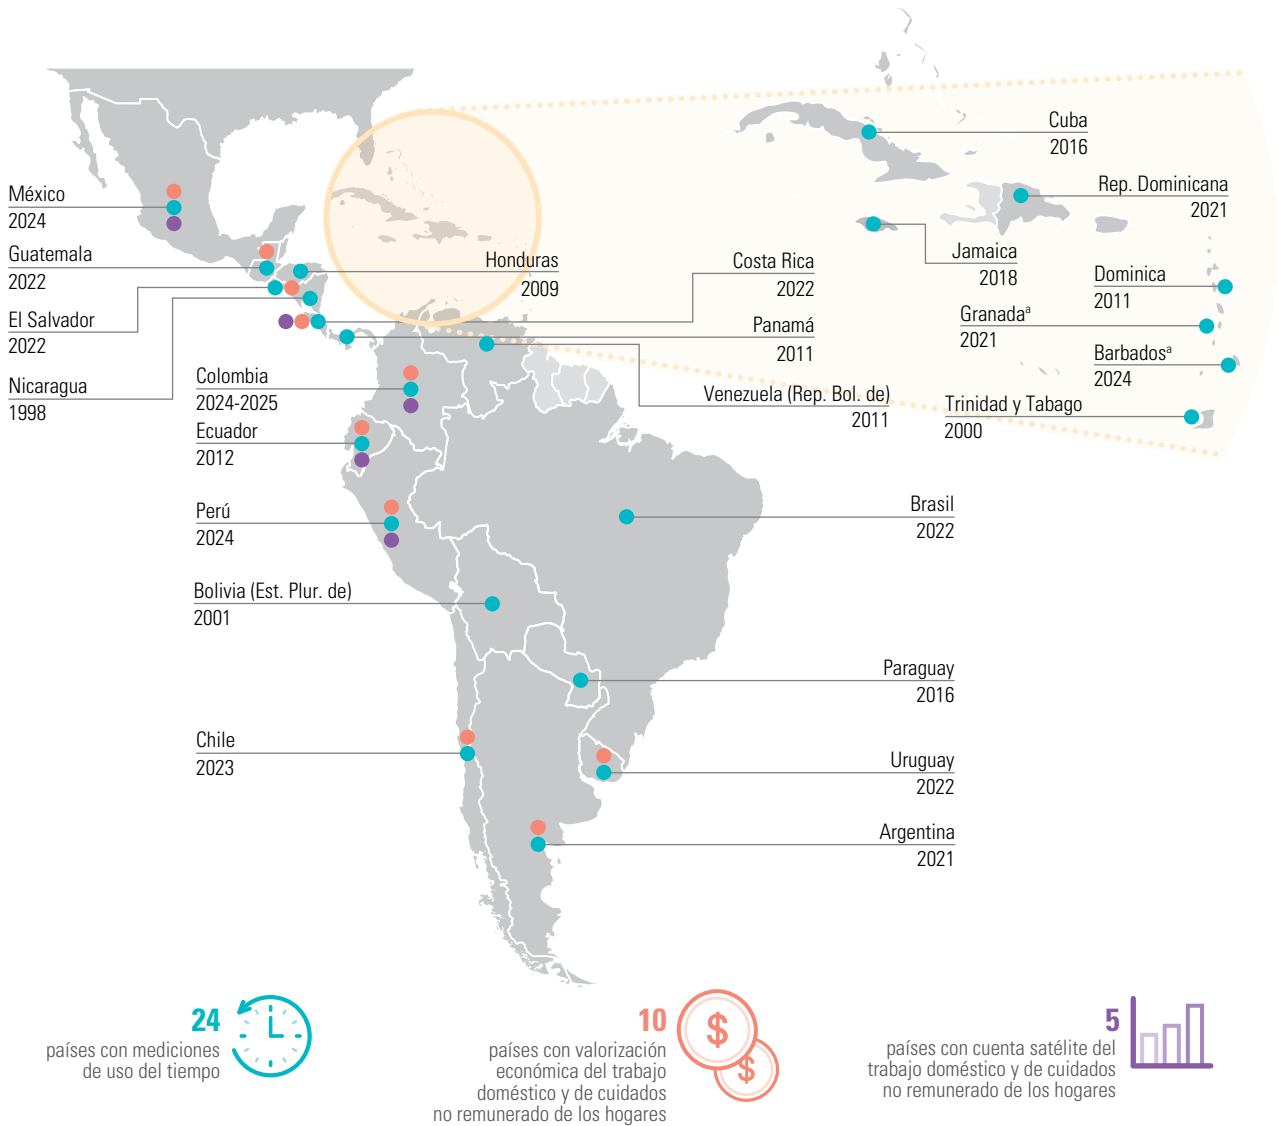 Cuba
2016
Rep. Dominicana
2021
Jamaica
2018
Dominica
2011
Granadaª
2021
Barbadosª
2024
Trinidad y Tabago
2000
México
2024
Guatemala
2022
El Salvador
2022
Nicaragua
1998
Honduras
2009
Costa Rica
2022
Panamá
2011
Venezuela (Rep. Bol. de)
2011
Colombia
2024-2025
Ecuador
2012
Perú
2024
Bolivia (Est. Plur. de)
2001
Chile
2023
Brasil
2022
Paraguay
2016
Uruguay
2022
Argentina
2021
24
países con mediciones
de uso del tiempo
10
países con valorización
económica del trabajo
doméstico y de cuidados
no remunerado de los hogares
$
$
5
países con cuenta satélite del
trabajo doméstico y de cuidados
no remunerado de los hogares